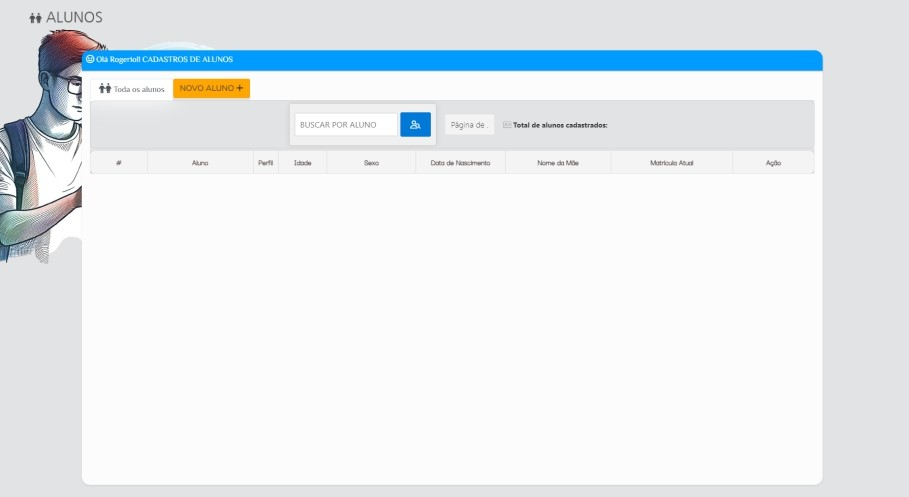 ALUNOS
Olá Rogerio!! CADASTROS DE ALUNOS
Toda os alunos
NOVO ALUNO +
BUSCAR POR ALUNO
Página de .
Total de alunos cadastrados:
# Aluno Perfil Idade Sexo Data de Nascimento Nome da Mãe Matricula Atual Ação